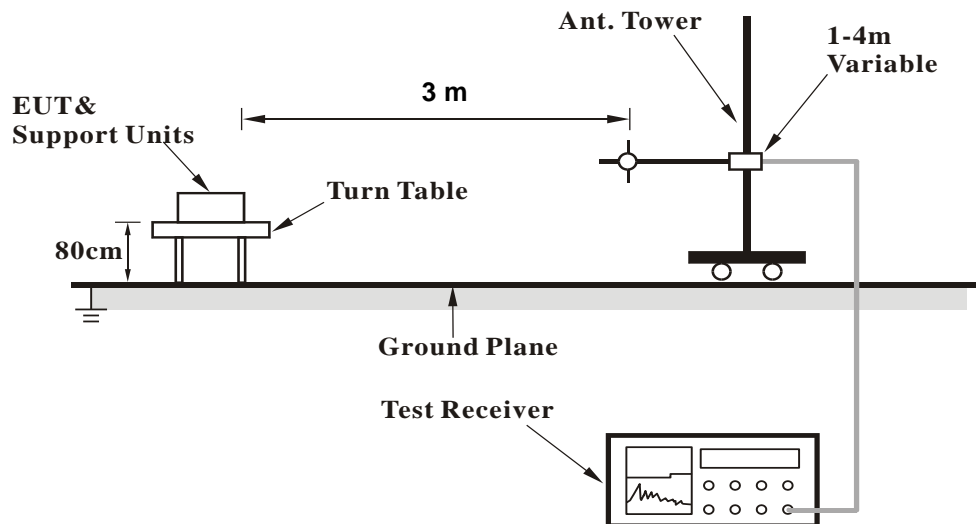 Ant. Tower
1-4m
Variable
3 m
EUT&
Support Units
Turn Table
80cm
Ground Plane
Test Receiver